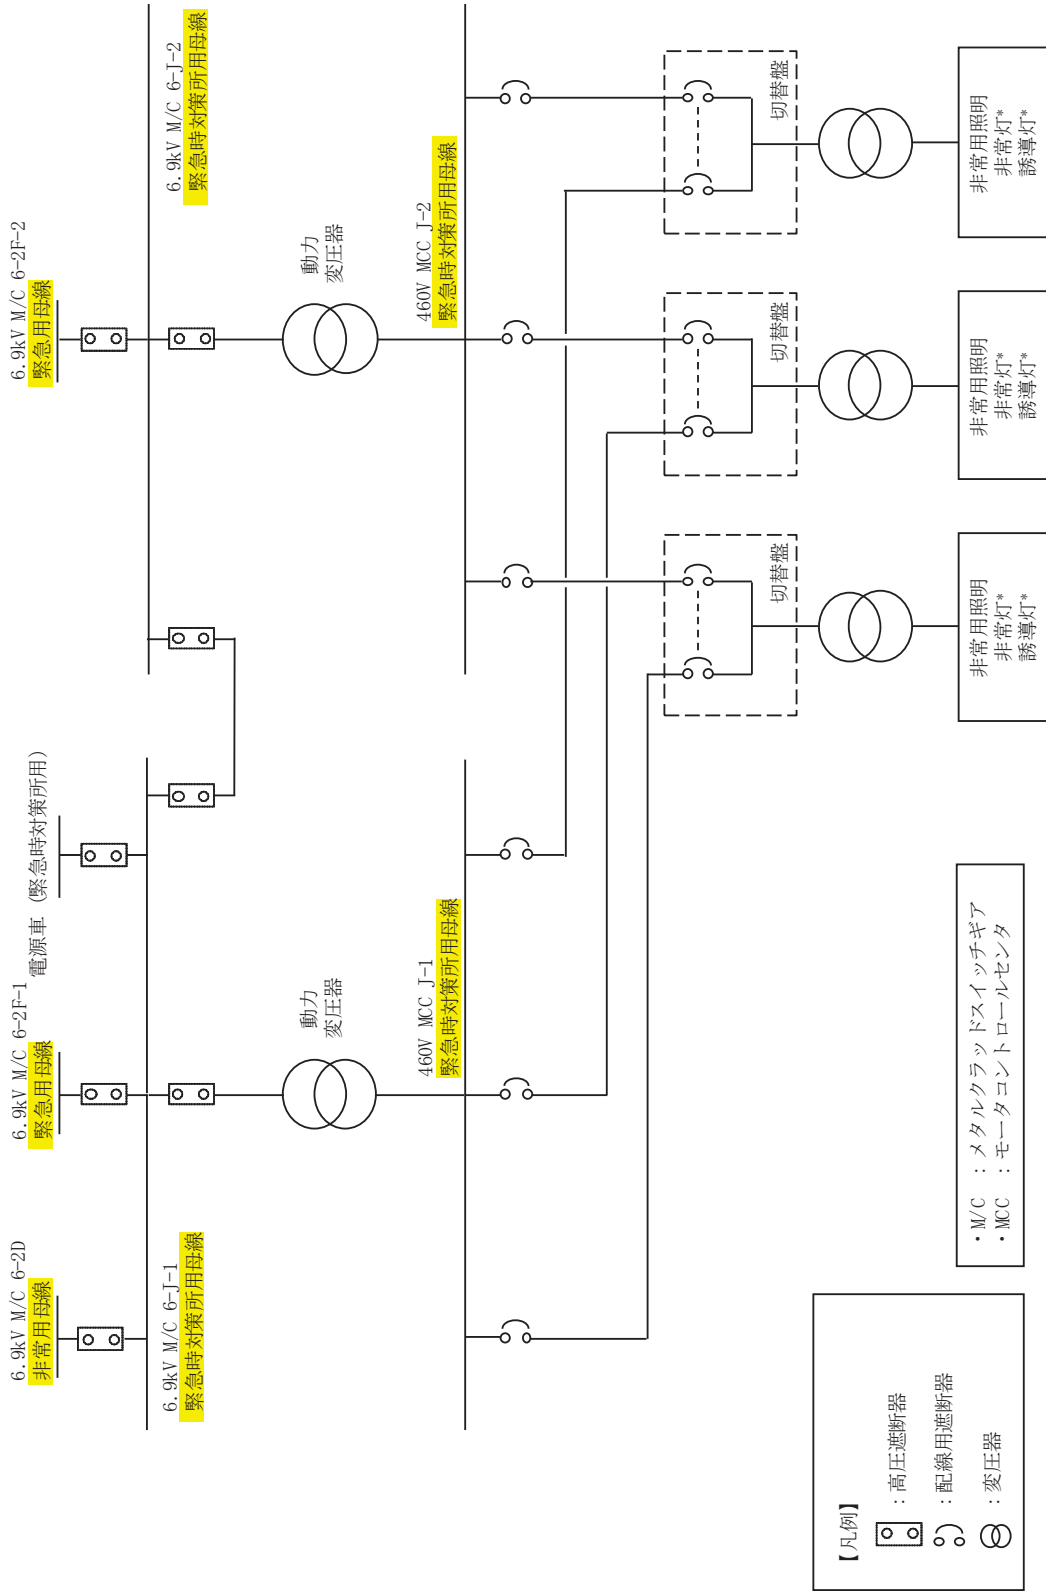 6.9kV M/C 6-2D
非常用母線
6.9kV M/C 6-2F-1
緊急用母線
電源車 (緊急時対策所用)
6.9kV M/C 6-2F-2
緊急用母線
6.9kV M/C 6-J-1
緊急時対策所用母線
6.9kV M/C 6-J-2
緊急時対策所用母線
動力
変圧器
動力
変圧器
460V MCC J-1
緊急時対策所用母線
460V MCC J-2
緊急時対策所用母線
切替盤
切替盤
切替盤
非常用照明
非常灯*
誘導灯*
非常用照明
非常灯*
誘導灯*
非常用照明
非常灯*
誘導灯*
【凡例】
:高圧遮断器
:配線用遮断器
:変圧器
・M/C :メタルクラッドスイッチギア
・MCC :モータコントロールセンタ